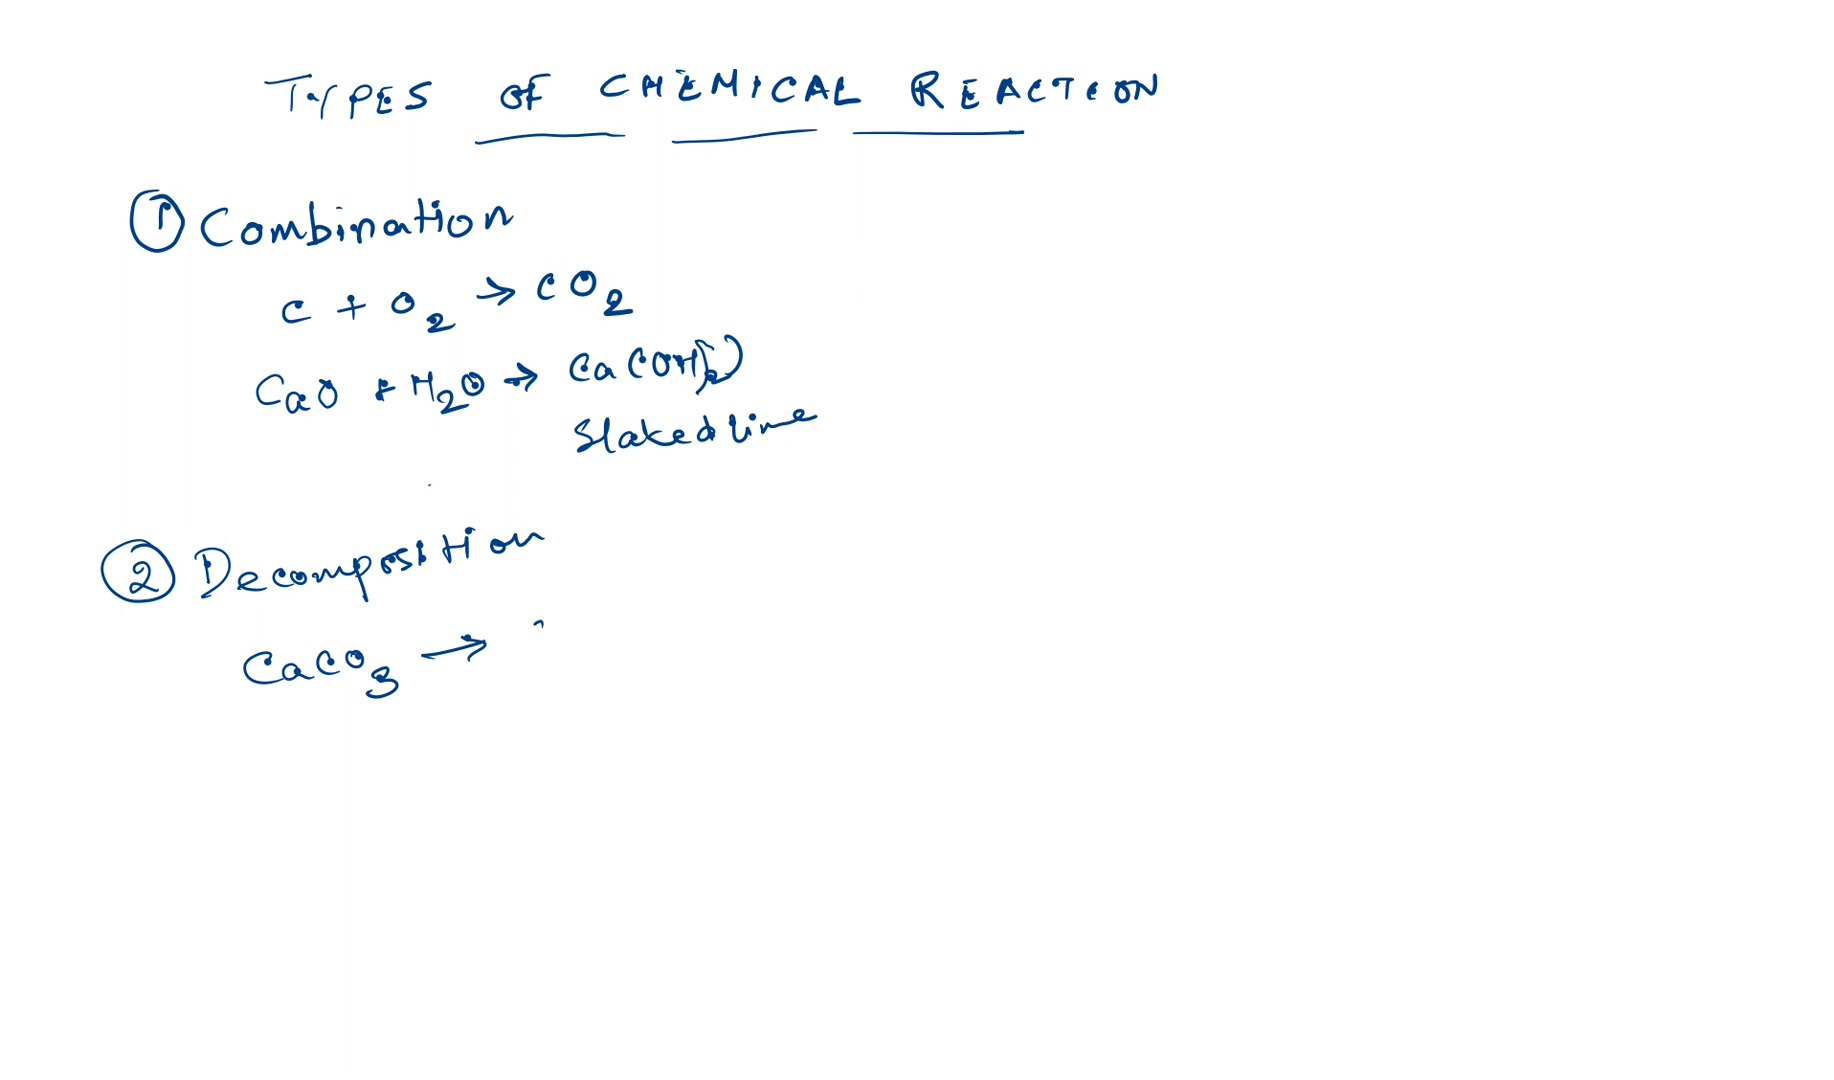 TYPES OF CHEMICAL REACTION
① Combination
C + O₂ → CO₂
CaO + H₂O → Ca(OH)₂)
Slaked lime
② Decomposition
CaCO₃ →